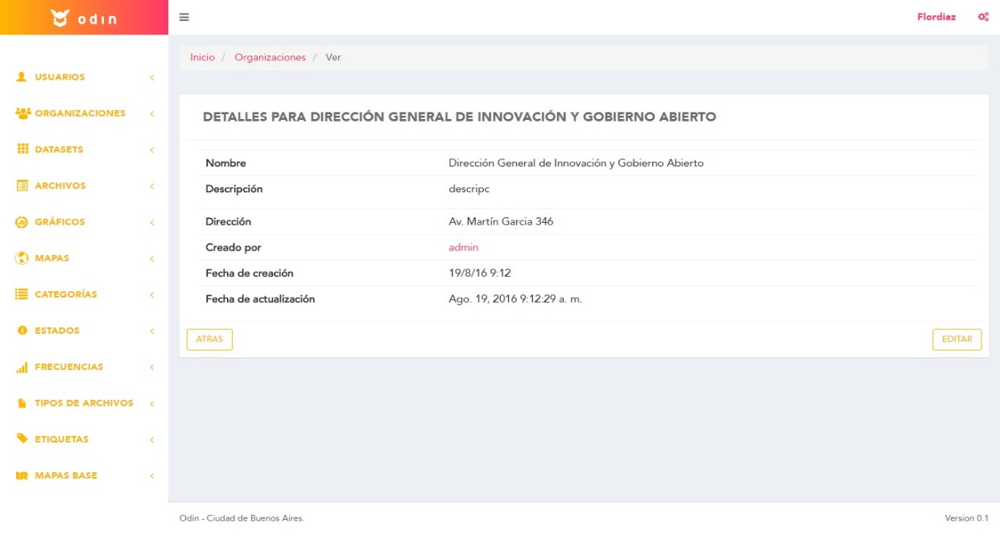 odin
Flordiaz
Inicio / Organizaciones / Ver
USUARIOS
ORGANIZACIONES
DATASETS
ARCHIVOS
GRÁFICOS
MAPAS
CATEGORÍAS
ESTADOS
FRECUENCIAS
TIPOS DE ARCHIVOS
ETIQUETAS
MAPAS BASE
DETALLES PARA DIRECCIÓN GENERAL DE INNOVACIÓN Y GOBIERNO ABIERTO
Nombre Dirección General de Innovación y Gobierno Abierto
Descripción descripc
Dirección Av. Martín Garcia 346
Creado por admin
Fecha de creación 19/8/16 9:12
Fecha de actualización Ago. 19, 2016 9:12:29 a. m.
ATRAS EDITAR
Odin - Ciudad de Buenos Aires. Version 0.1